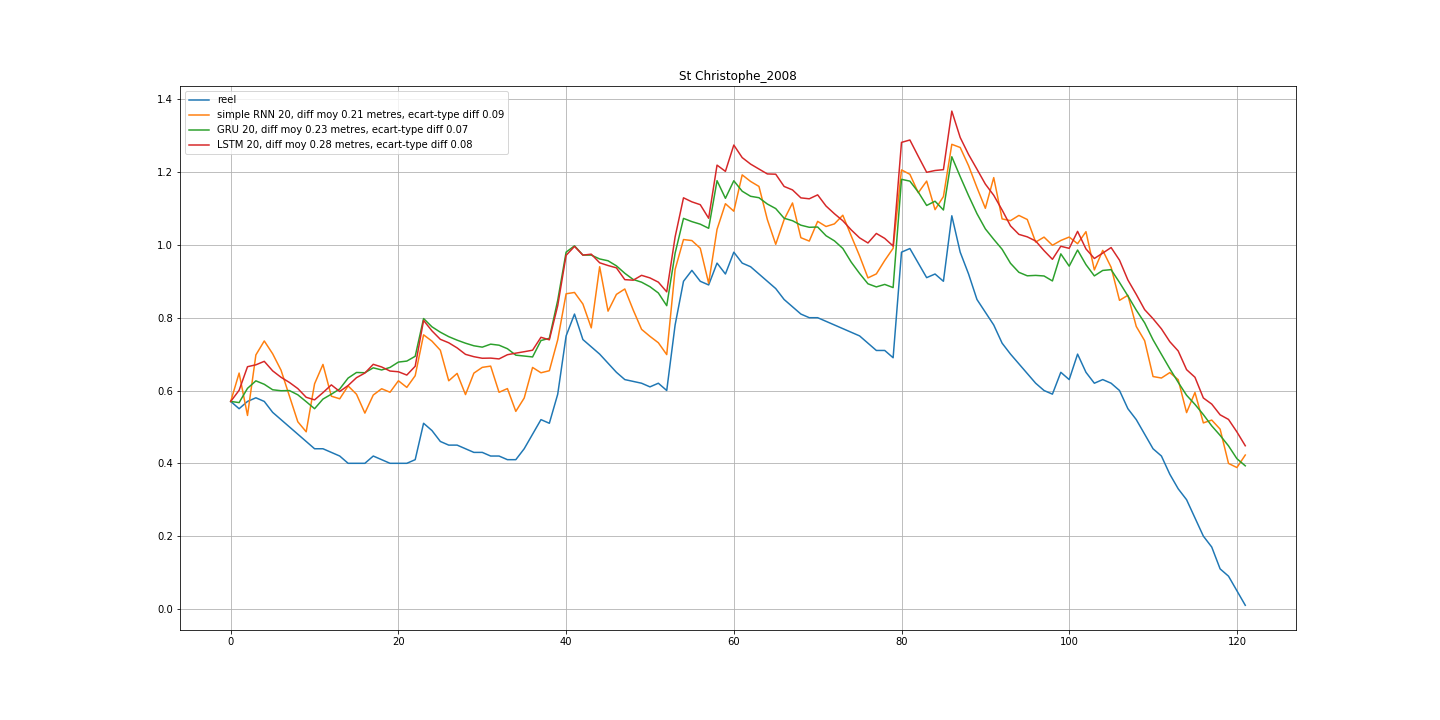 St Christophe_2008
reel
simple RNN 20, diff moy 0.21 metres, ecart-type diff 0.09
GRU 20, diff moy 0.23 metres, ecart-type diff 0.07
LSTM 20, diff moy 0.28 metres, ecart-type diff 0.08
1.4
1.2
1.0
0.8
0.6
0.4
0.2
0.0
0 20 40 60 80 100 120